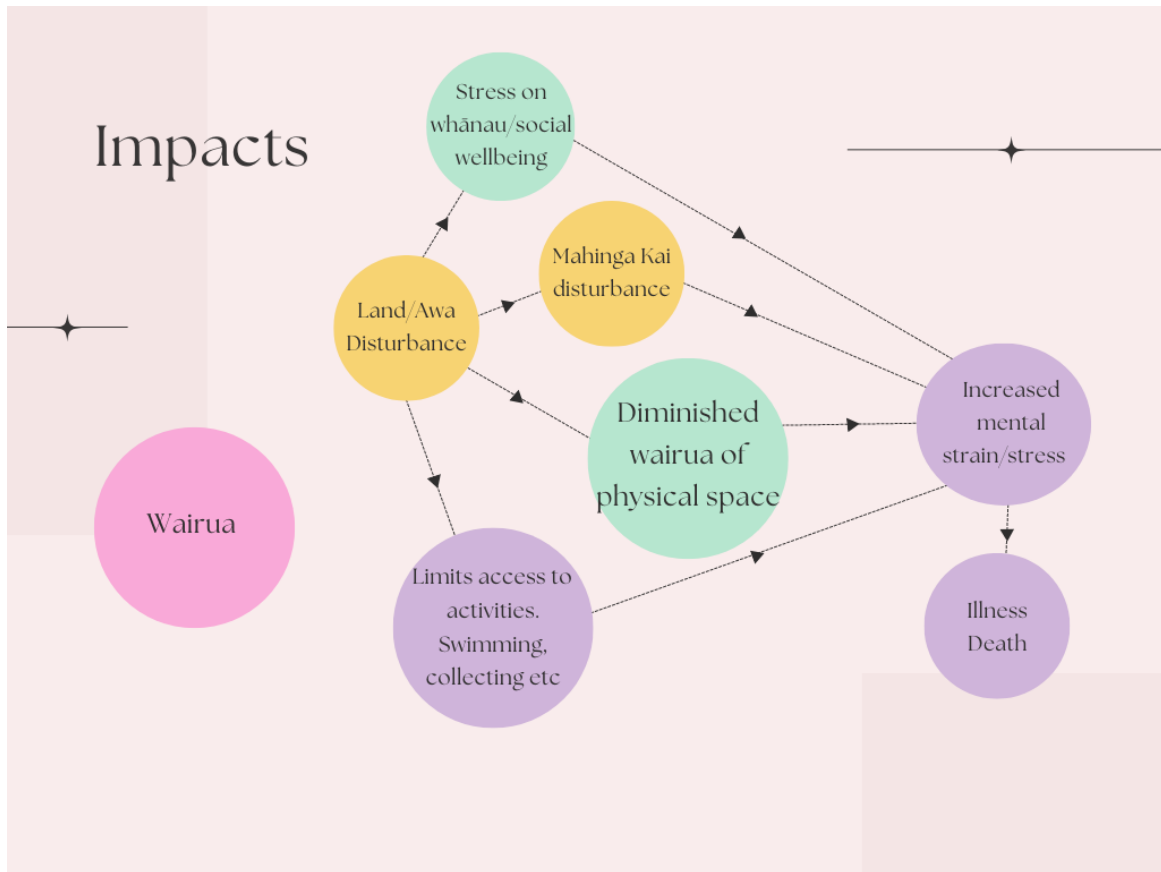 Impacts
Stress on
whānau/social
wellbeing
Mahinga Kai
disturbance
Land/Awa
Disturbance
Diminished
wairua of
physical space
Increased
mental
strain/stress
Wairua
Limits access to
activities.
Swimming,
collecting etc
Illness
Death